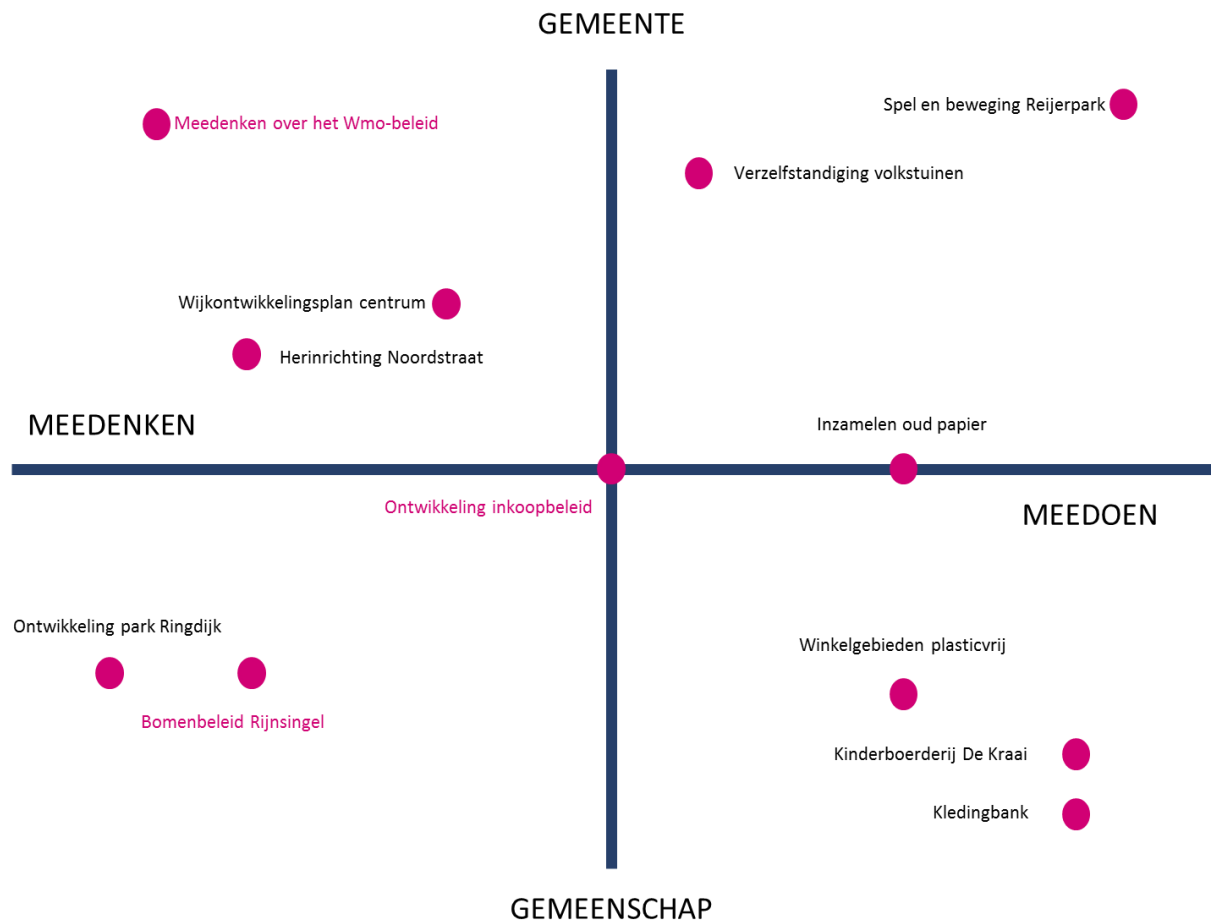 GEMEENTE
Spel en beweging Reijerpark
Meedenken over het Wmo-beleid
Verzelfstandiging volkstuinen
Wijkontwikkelingsplan centrum
Herinrichting Noordstraat
MEEDENKEN
Inzamelen oud papier
Ontwikkeling inkoopbeleid
MEEDOEN
Ontwikkeling park Ringdijk
Winkelgebieden plasticvrij
Bomenbeleid Rijnsingel
Kinderboerderij De Kraai
Kledingbank
GEMEENSCHAP